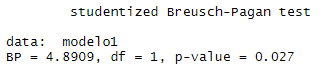 studentized Breusch-Pagan test
data:  modelo1
BP = 4.8909, df = 1, p-value = 0.027